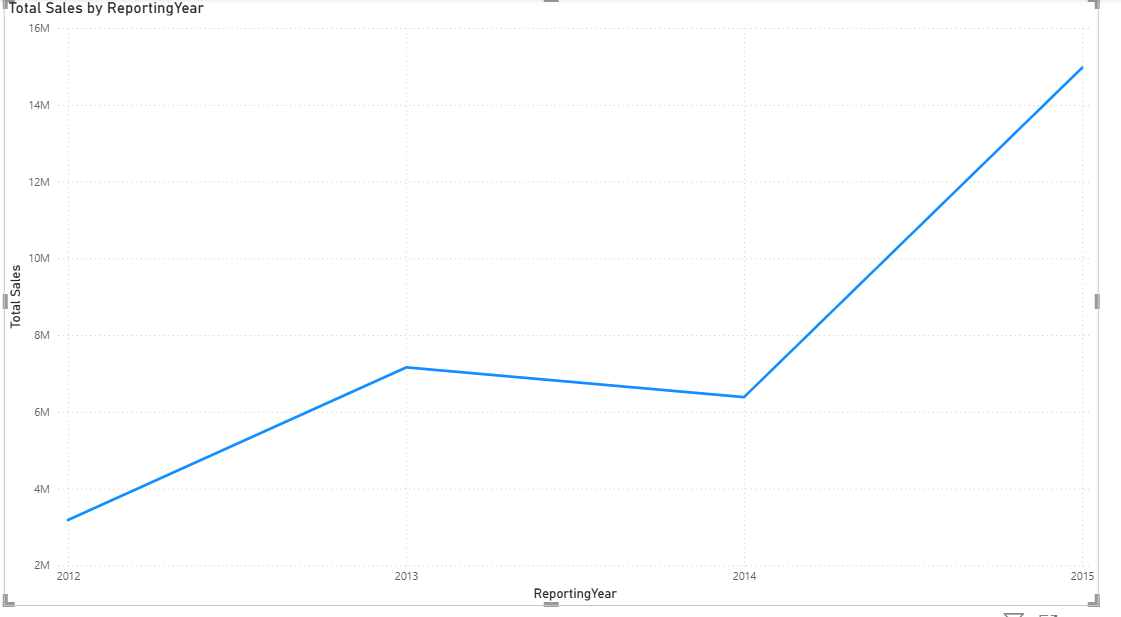 Total Sales by ReportingYear
16M
14M
12M
10M
8M
6M
4M
2M
Total Sales
2012 2013 2014 2015
ReportingYear